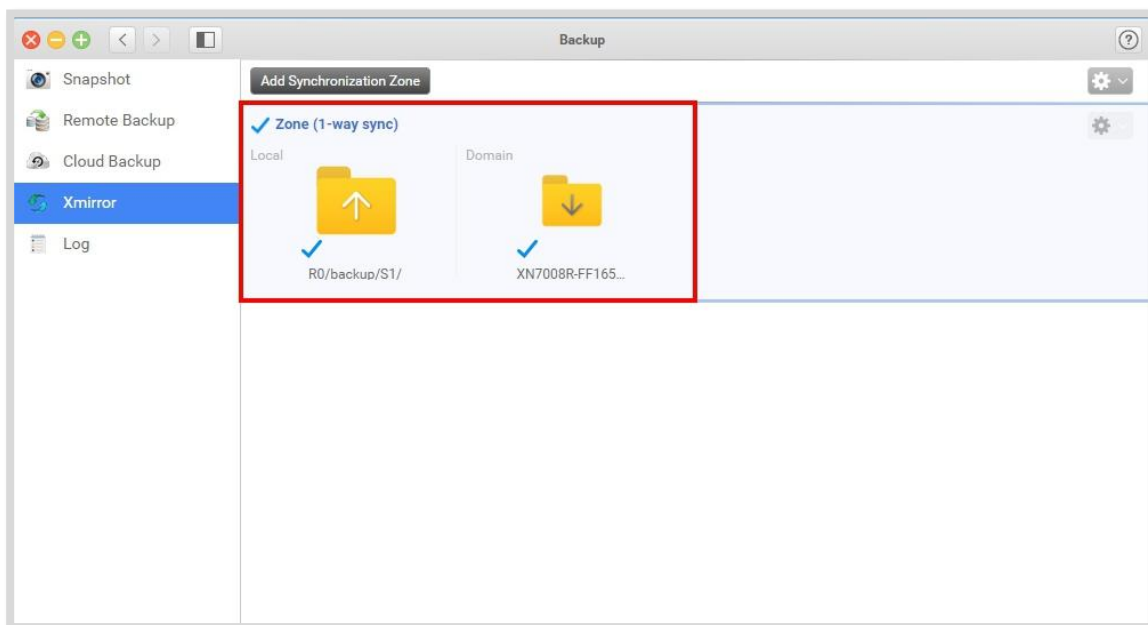 Backup
Snapshot
Remote Backup
Cloud Backup
Xmirror
Log
Add Synchronization Zone
Zone (1-way sync)
Local
Domain
R0/backup/S1/
XN7008R-FF165...